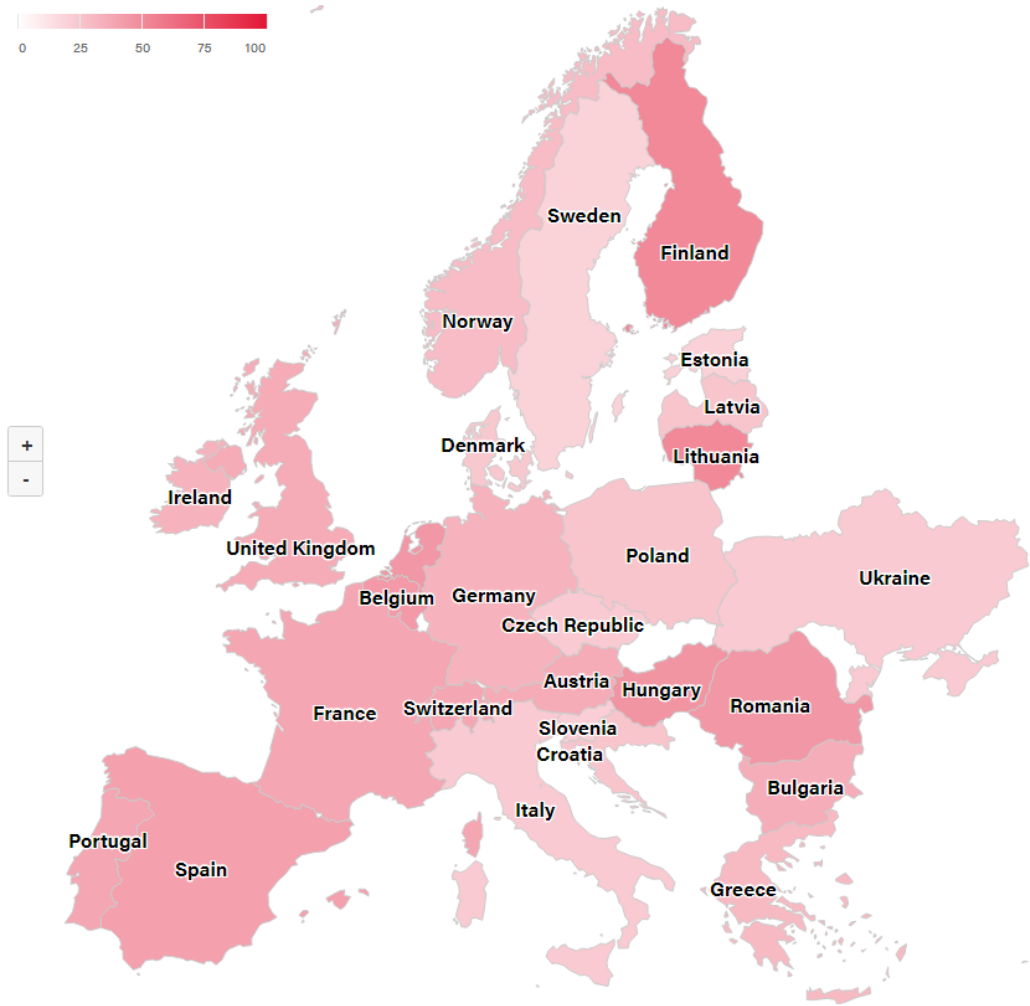 0 25 50 75 100
Sweden
Finland
Norway
Estonia
Latvia
Denmark
Lithuania
+
-
Ireland
United Kingdom
Poland
Ukraine
Belgium
Germany
Czech Republic
Austria
Hungary
Switzerland
Romania
France
Slovenia
Croatia
Bulgaria
Italy
Portugal
Spain
Greece